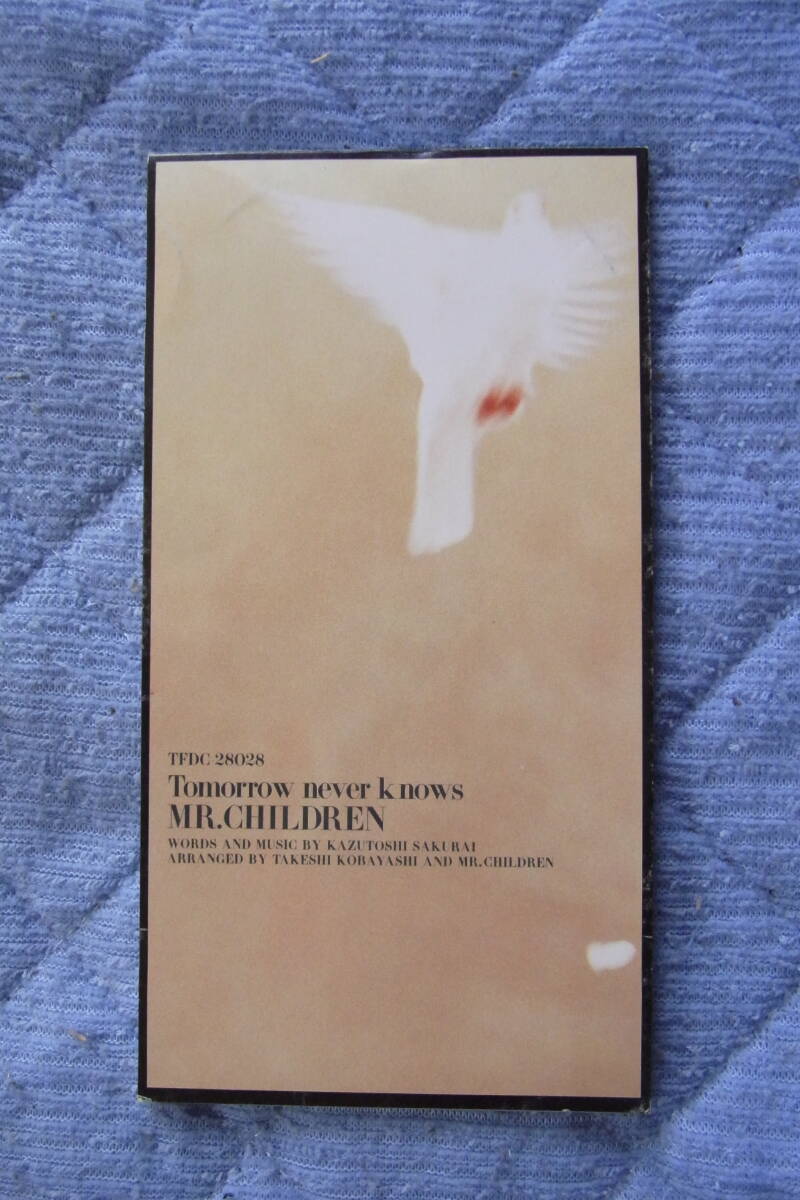 TFDC 28028
Tomorrow never knows
MR.CHILDREN
WORDS AND MUSIC BY KAZUTOSHI SAKURAI
ARRANGED BY TAKESHI KOBAYASHI AND MR.CHILDREN